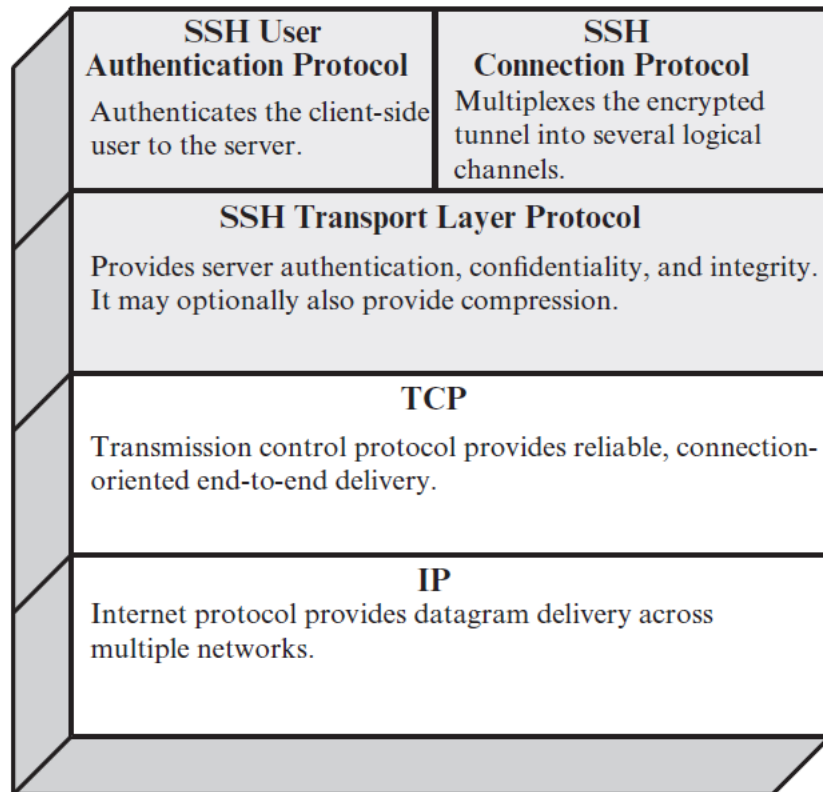 SSH User
Authentication Protocol
Authenticates the client-side
user to the server.
SSH
Connection Protocol
Multiplexes the encrypted
tunnel into several logical
channels.
SSH Transport Layer Protocol
Provides server authentication, confidentiality, and integrity.
It may optionally also provide compression.
TCP
Transmission control protocol provides reliable, connection-
oriented end-to-end delivery.
IP
Internet protocol provides datagram delivery across
multiple networks.